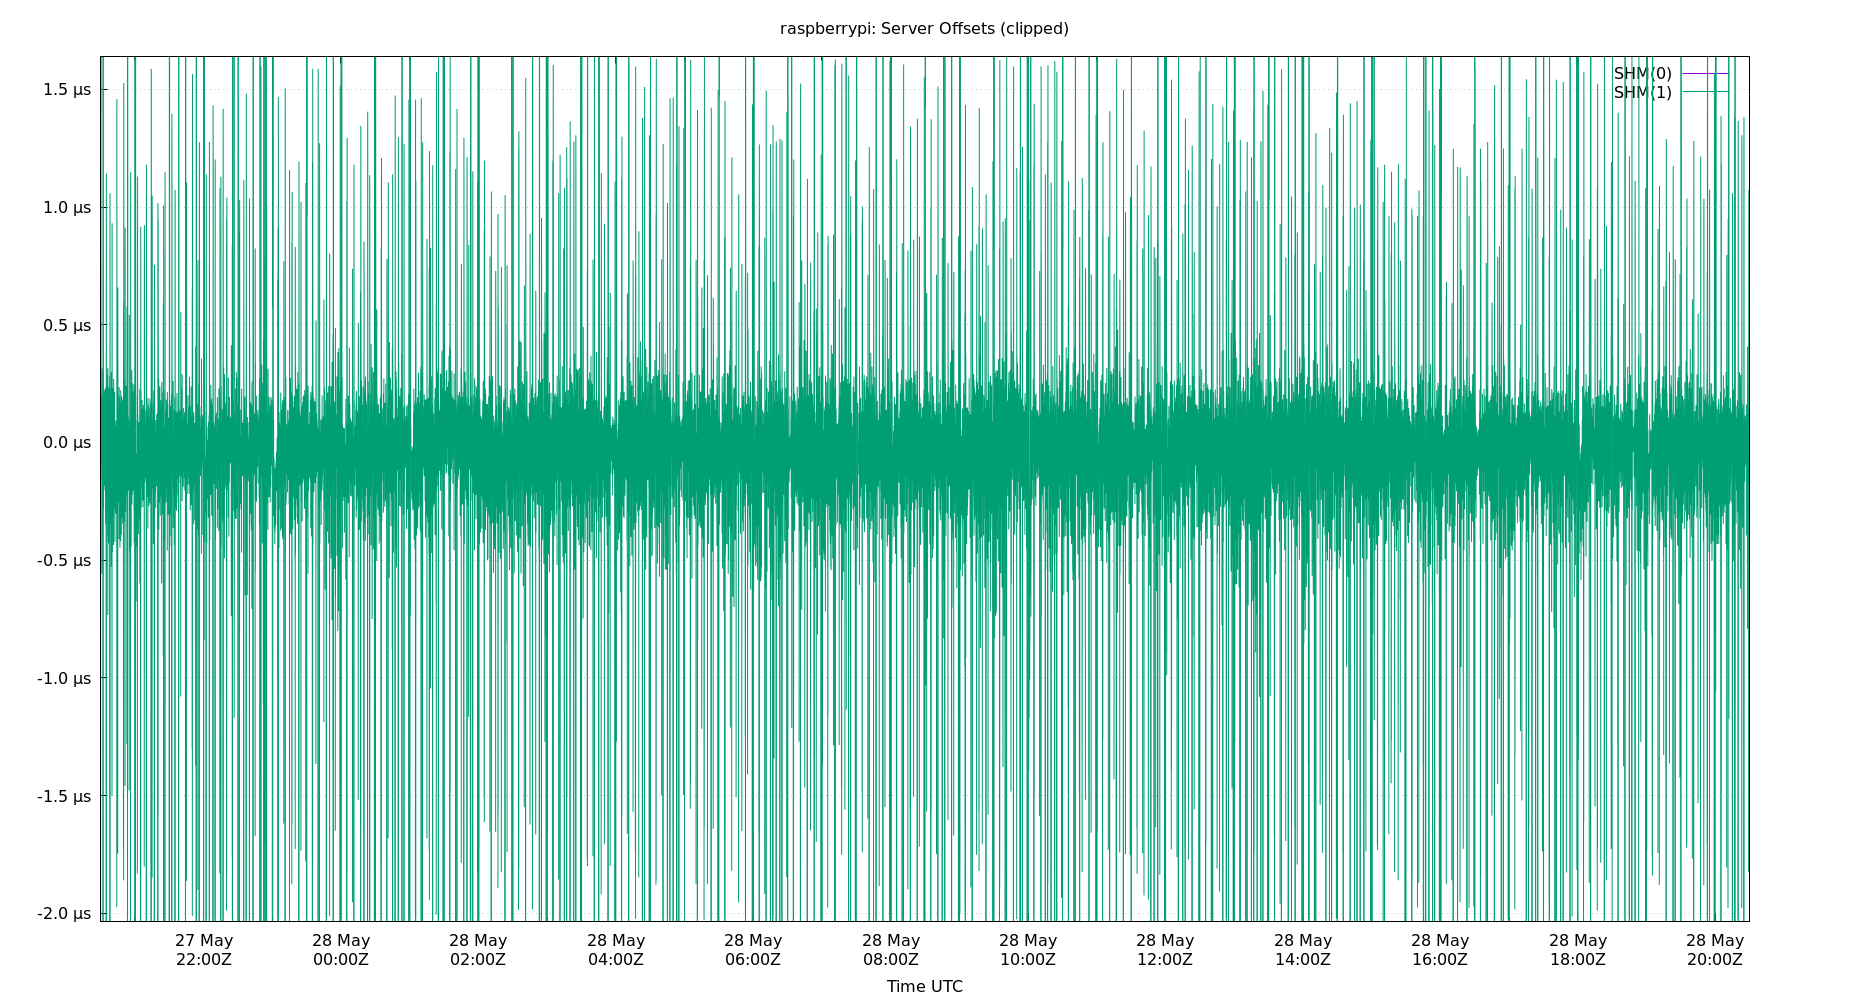 raspberrypi: Server Offsets (clipped)
SHM(0)
SHM(1)
1.5 µs
1.0 µs
0.5 µs
0.0 µs
-0.5 µs
-1.0 µs
-1.5 µs
-2.0 µs
27 May 28 May 28 May 28 May 28 May 28 May 28 May 28 May 28 May 28 May 28 May 28 May
22:00Z 00:00Z 02:00Z 04:00Z 06:00Z 08:00Z 10:00Z 12:00Z 14:00Z 16:00Z 18:00Z 20:00Z
Time UTC